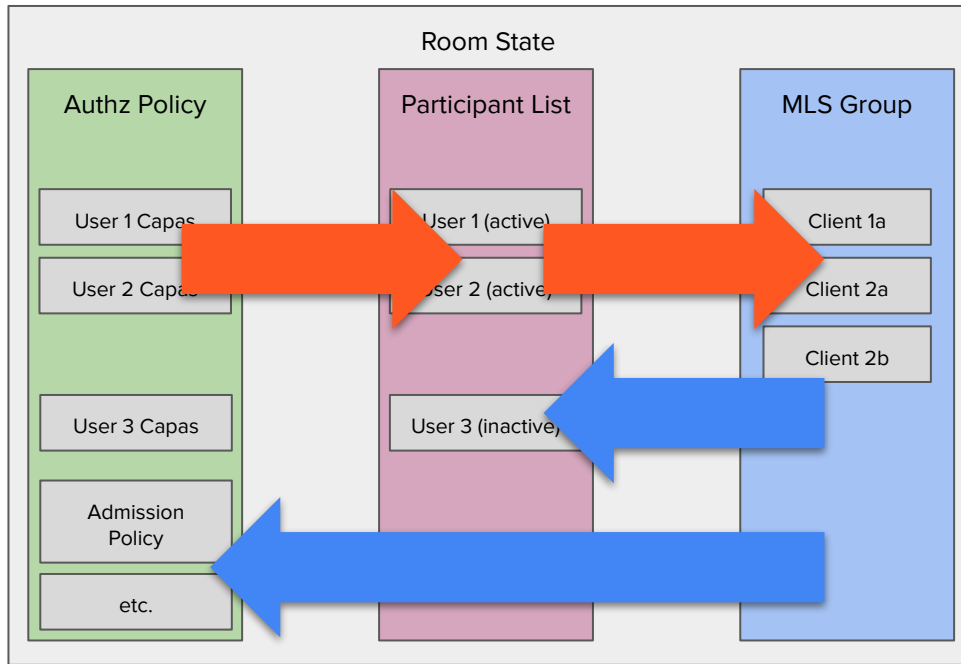 Room State
Authz Policy
User 1 Capas
User 2 Capas
User 3 Capas
Admission
Policy
etc.
Participant List
User 1 (active)
User 2 (active)
User 3 (inactive)
MLS Group
Client 1a
Client 2a
Client 2b